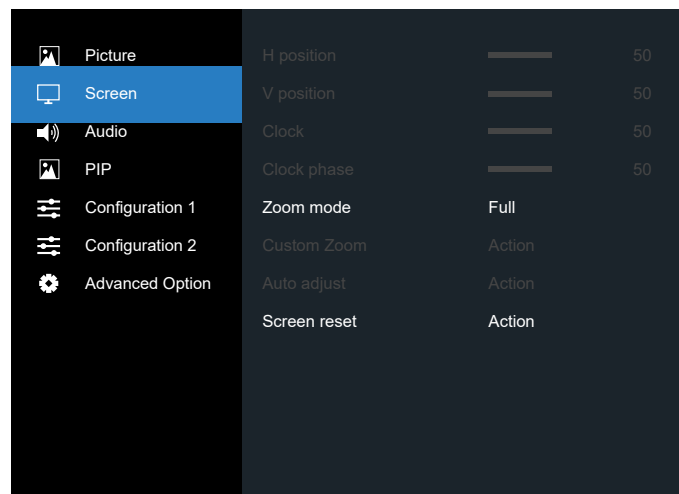 Picture
Screen
Audio
PIP
Configuration 1
Configuration 2
Advanced Option
H position 50
V position 50
Clock 50
Clock phase 50
Zoom mode Full
Custom Zoom Action
Auto adjust Action
Screen reset Action